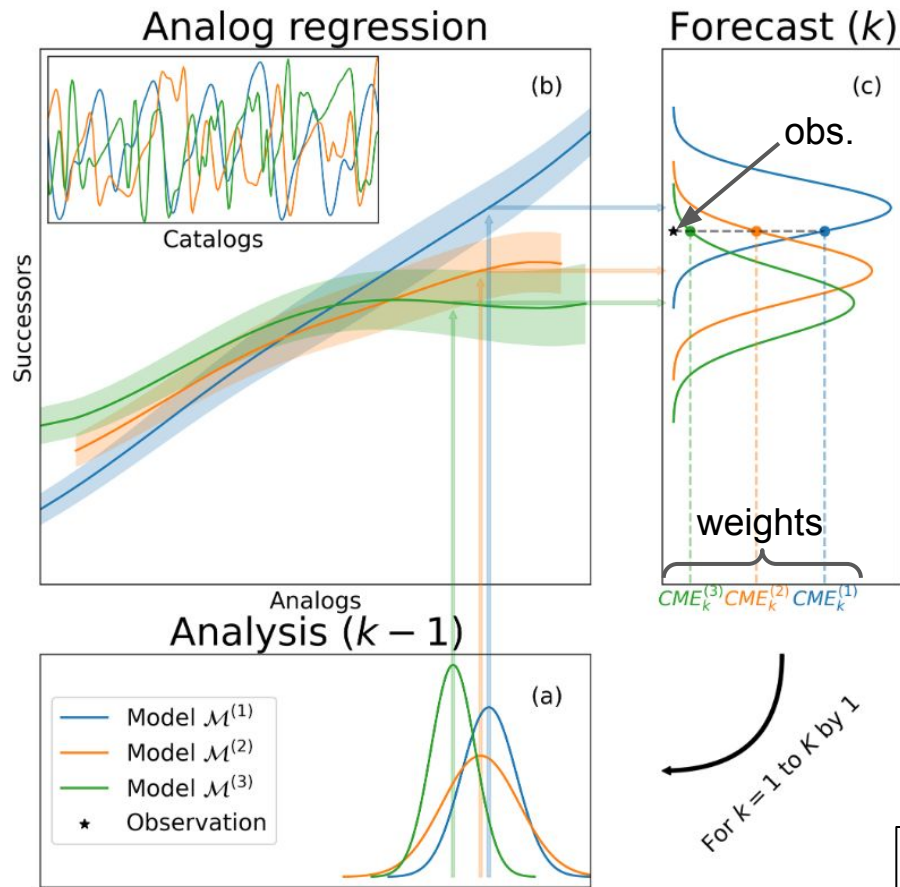 Analog regression
Forecast (k)
(b)
(c)
obs.
Catalogs
Successors
weights
CME_k^{(3)} CME_k^{(2)} CME_k^{(1)}
Analogs
Analysis (k − 1)
(a)
Model ℳ^{(1)}
Model ℳ^{(2)}
Model ℳ^{(3)}
Observation
For k = 1 to K by 1